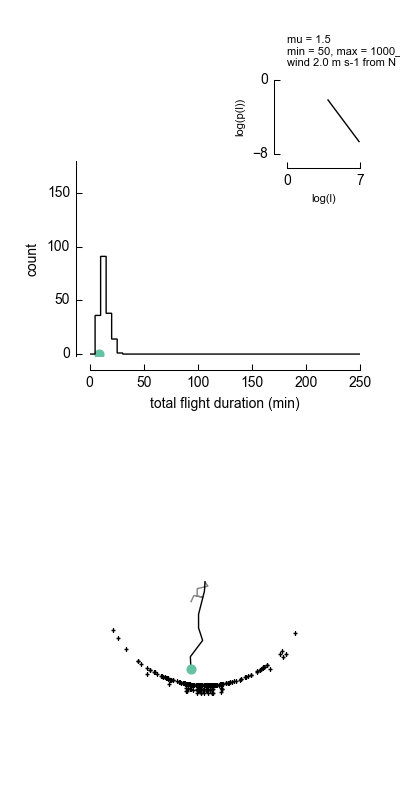 mu = 1.5
min = 50, max = 1000_
wind 2.0 m s-1 from N
0
log(p(l))
−8
0 7
log(l)
150
100
50
0
count
0 50 100 150 200 250
total flight duration (min)